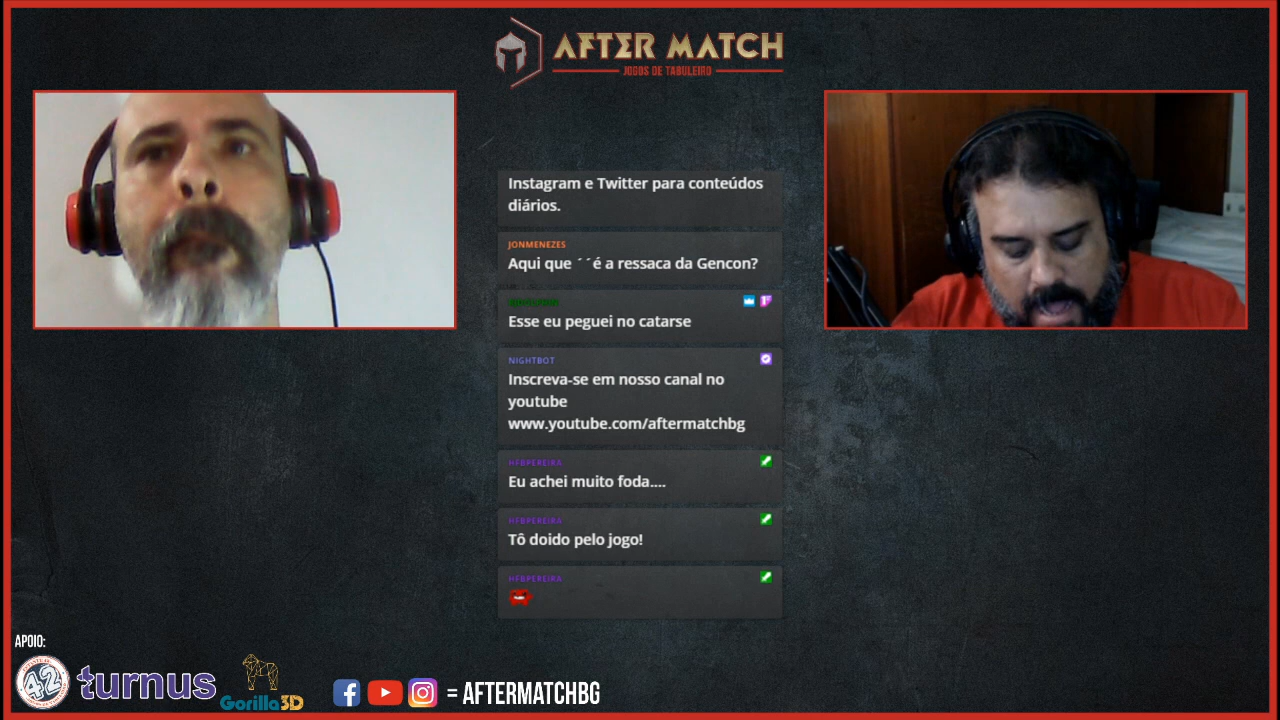 AFTER MATCH
JOGOS DE TABULEIRO
Instagram e Twitter para conteúdos
diários.
JONMENEZES
Aqui que ´´é a ressaca da Gencon?
Esse eu peguei no catarse
NIGHTBOT
Inscreva-se em nosso canal no
youtube
www.youtube.com/aftermatchbg
HFBPEREIRA
Eu achei muito foda....
HFBPEREIRA
Tô doido pelo jogo!
HFBPEREIRA
APOIO:
42
turnus
Gorilla3D
= AFTERMATCHBG